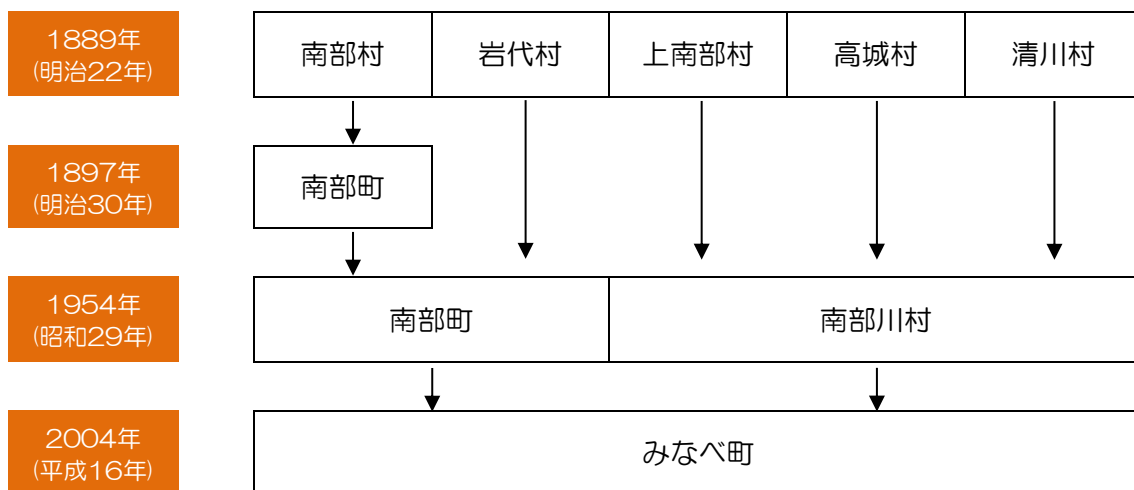 1889年
(明治22年)
南部村
岩代村
上南部村
高城村
清川村
1897年
(明治30年)
南部町
1954年
(昭和29年)
南部町
南部川村
2004年
(平成16年)
みなべ町